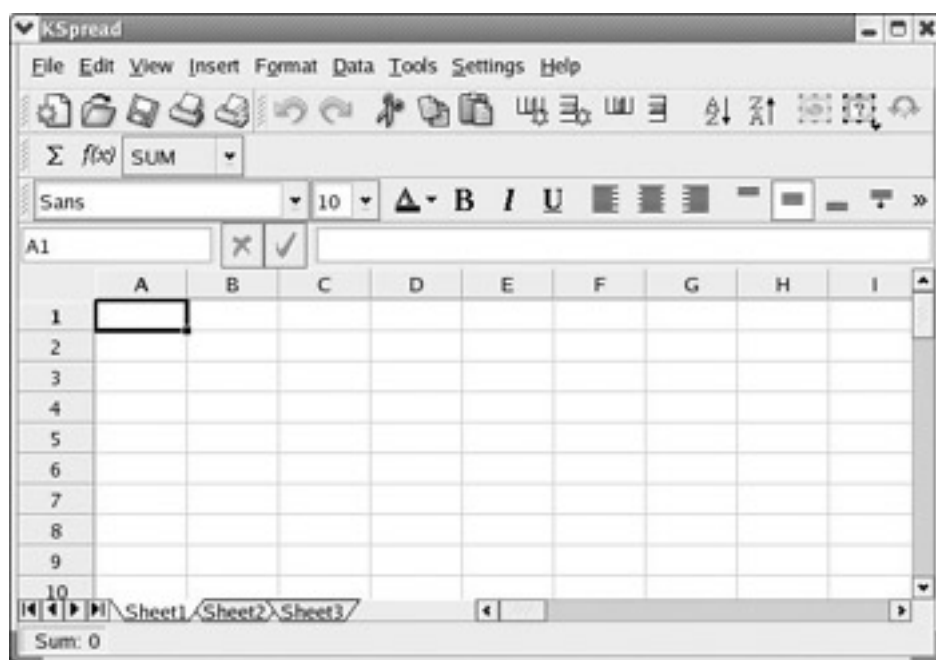 KSpread
File Edit View Insert Format Data Tools Settings Help
Σ f(x) SUM
Sans 10 A B I U »
A1
A B C D E F G H I
1
2
3
4
5
6
7
8
9
10
Sheet1 Sheet2 Sheet3
Sum: 0